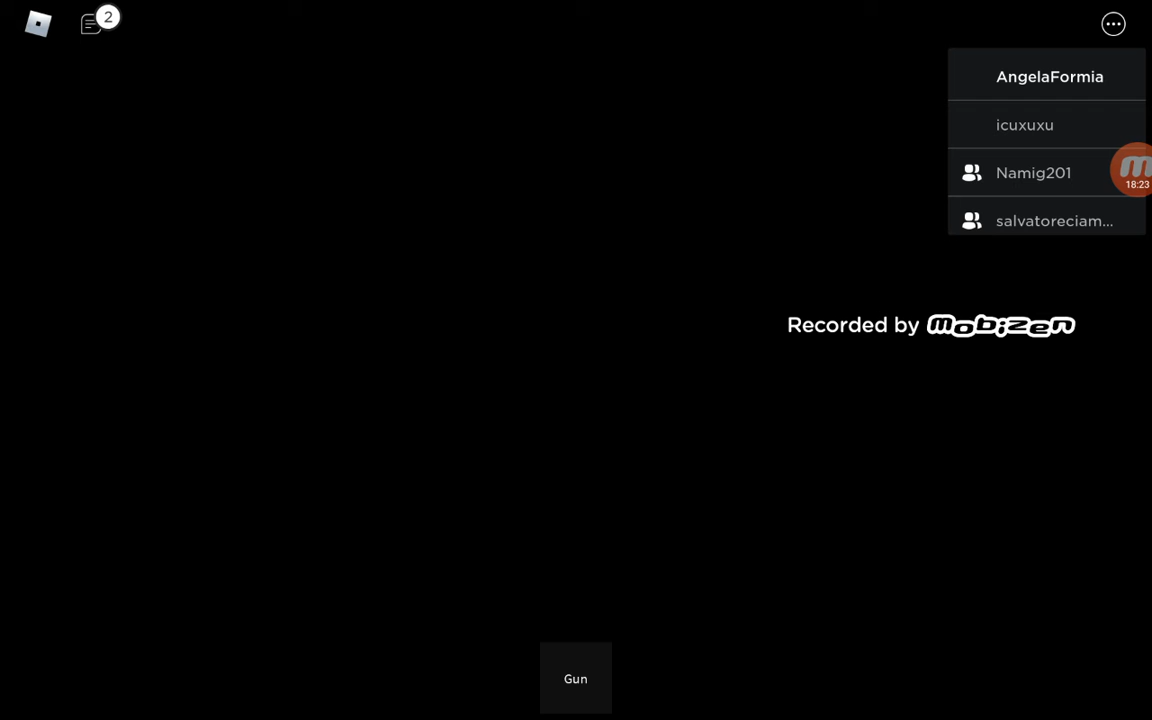 2
AngelaFormia
icuxuxu
Namig201
18:23
salvatoreciam...
Recorded by mobizen
Gun